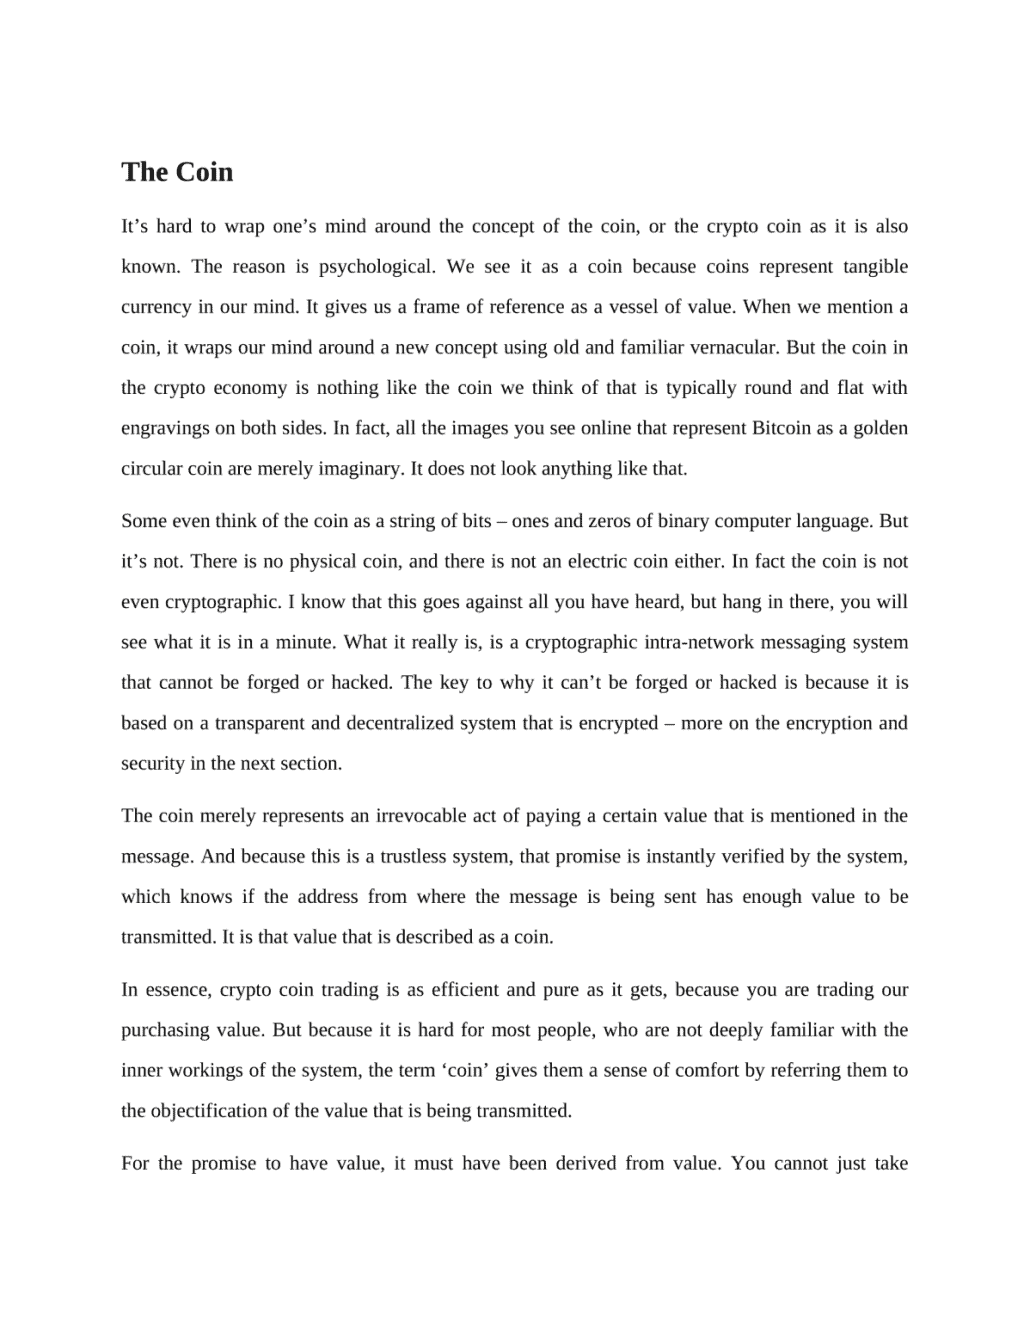 The Coin
It’s hard to wrap one’s mind around the concept of the coin, or the crypto coin as it is also
known. The reason is psychological. We see it as a coin because coins represent tangible
currency in our mind. It gives us a frame of reference as a vessel of value. When we mention a
coin, it wraps our mind around a new concept using old and familiar vernacular. But the coin in
the crypto economy is nothing like the coin we think of that is typically round and flat with
engravings on both sides. In fact, all the images you see online that represent Bitcoin as a golden
circular coin are merely imaginary. It does not look anything like that.
Some even think of the coin as a string of bits – ones and zeros of binary computer language. But
it’s not. There is no physical coin, and there is not an electric coin either. In fact the coin is not
even cryptographic. I know that this goes against all you have heard, but hang in there, you will
see what it is in a minute. What it really is, is a cryptographic intra-network messaging system
that cannot be forged or hacked. The key to why it can’t be forged or hacked is because it is
based on a transparent and decentralized system that is encrypted – more on the encryption and
security in the next section.
The coin merely represents an irrevocable act of paying a certain value that is mentioned in the
message. And because this is a trustless system, that promise is instantly verified by the system,
which knows if the address from where the message is being sent has enough value to be
transmitted. It is that value that is described as a coin.
In essence, crypto coin trading is as efficient and pure as it gets, because you are trading our
purchasing value. But because it is hard for most people, who are not deeply familiar with the
inner workings of the system, the term ‘coin’ gives them a sense of comfort by referring them to
the objectification of the value that is being transmitted.
For the promise to have value, it must have been derived from value. You cannot just take